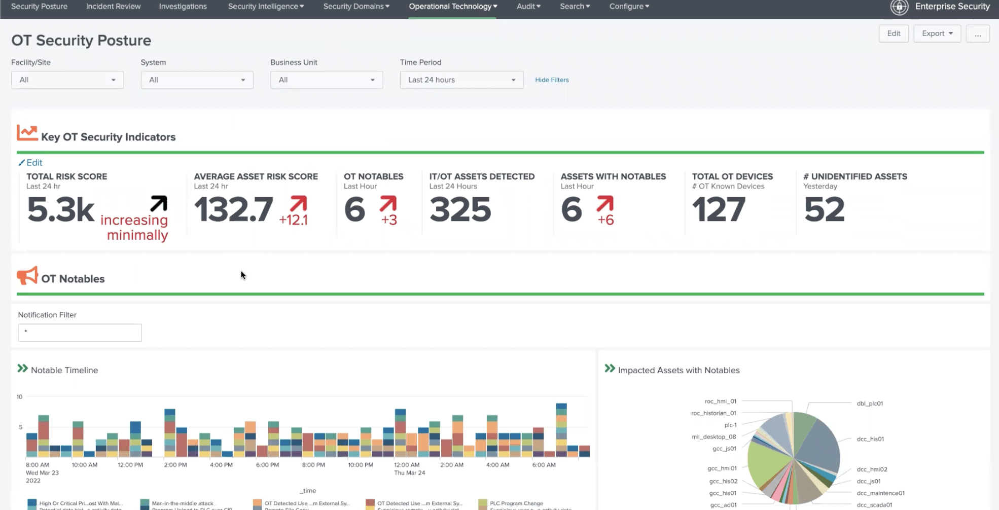 Security Posture Incident Review Investigations Security Intelligence Security Domains Operational Technology Audit Search Configure Enterprise Security
OT Security Posture
Edit Export ...
Facility/Site System Business Unit Time Period
All All All Last 24 hours Hide Filters
Key OT Security Indicators
Edit
TOTAL RISK SCORE
Last 24 hr
5.3k
increasing
minimally
AVERAGE ASSET RISK SCORE
Last 24 hr
132.7
+12.1
OT NOTABLES
Last Hour
6
+3
IT/OT ASSETS DETECTED
Last 24 Hours
325
ASSETS WITH NOTABLES
Last Hour
6
+6
TOTAL OT DEVICES
# OT Known Devices
127
# UNIDENTIFIED ASSETS
Yesterday
52
OT Notables
Notification Filter
*
Notable Timeline
10
5
8:00 AM 10:00 AM 12:00 PM 2:00 PM 4:00 PM 6:00 PM 8:00 PM 10:00 PM 12:00 AM 2:00 AM 4:00 AM 6:00 AM
Wed Mar 23 Thu Mar 24
2022
_time
High Or Critical Pri...ost With Mal... Man-in-the-middle attack OT Detected Use ...m External Sy... OT Detected Use ...m External Sy... PLC Program Change
Impacted Assets with Notables
roc_hmi_01
roc_historian_01
plc-1
mil_desktop_08
gcc_js01
gcc_hmi01
gcc_his02
gcc_his01
gcc_ad01
dbl_plc01
dcc_his01
dcc_hmi02
dcc_js01
dcc_maintence01
dcc_scada01